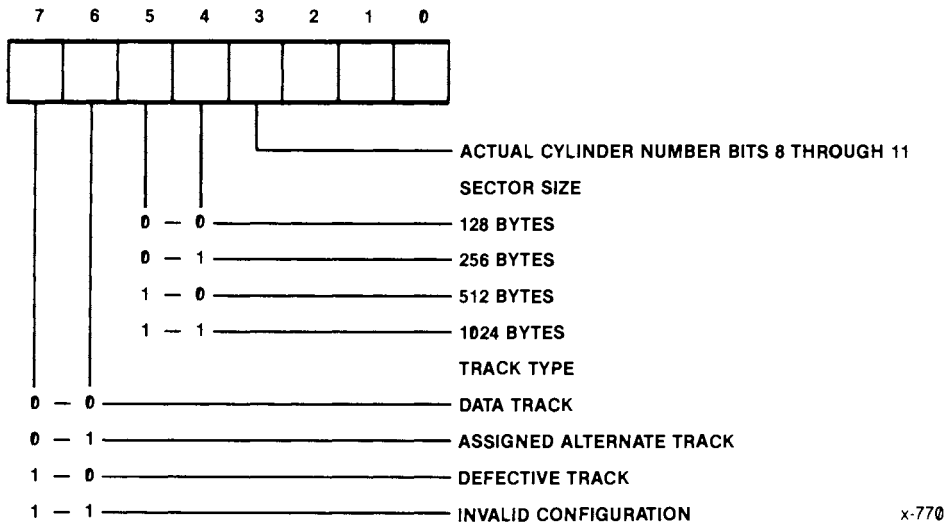 7 6 5 4 3 2 1 0
ACTUAL CYLINDER NUMBER BITS 8 THROUGH 11
SECTOR SIZE
0 — 0 128 BYTES
0 — 1 256 BYTES
1 — 0 512 BYTES
1 — 1 1024 BYTES
TRACK TYPE
0 — 0 DATA TRACK
0 — 1 ASSIGNED ALTERNATE TRACK
1 — 0 DEFECTIVE TRACK
1 — 1 INVALID CONFIGURATION
x-770